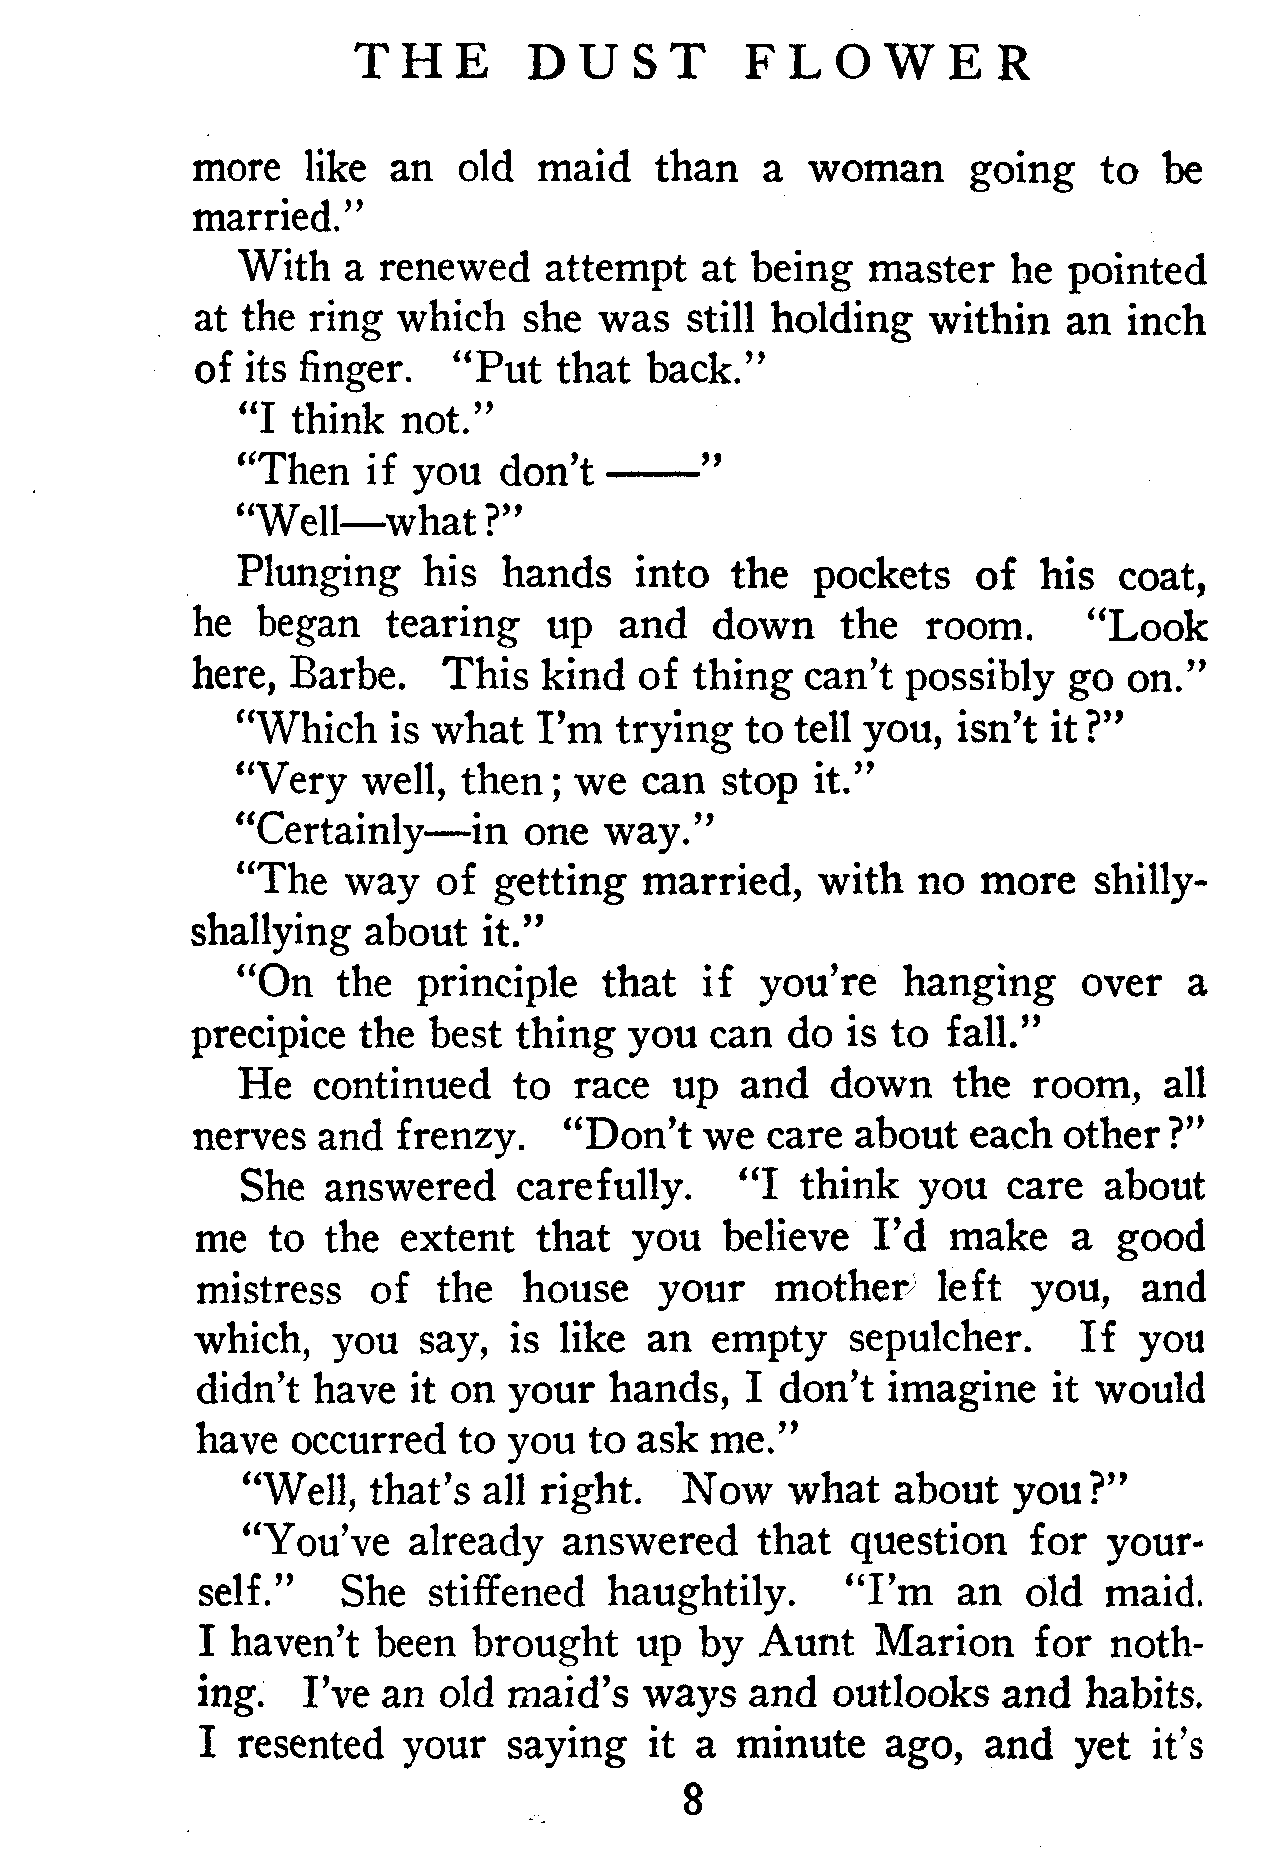 THE DUST FLOWER
more like an old maid than a woman going to be
married."
With a renewed attempt at being master he pointed
at the ring which she was still holding within an inch
of its finger. "Put that back."
"I think not."
"Then if you don't ——"
"Well—what?"
Plunging his hands into the pockets of his coat,
he began tearing up and down the room. "Look
here, Barbe. This kind of thing can't possibly go on."
"Which is what I'm trying to tell you, isn't it?"
"Very well, then; we can stop it."
"Certainly—in one way."
"The way of getting married, with no more shilly-
shallying about it."
"On the principle that if you're hanging over a
precipice the best thing you can do is to fall."
He continued to race up and down the room, all
nerves and frenzy. "Don't we care about each other?"
She answered carefully. "I think you care about
me to the extent that you believe I'd make a good
mistress of the house your mother left you, and
which, you say, is like an empty sepulcher. If you
didn't have it on your hands, I don't imagine it would
have occurred to you to ask me."
"Well, that's all right. Now what about you?"
"You've already answered that question for your-
self." She stiffened haughtily. "I'm an old maid.
I haven't been brought up by Aunt Marion for noth-
ing. I've an old maid's ways and outlooks and habits.
I resented your saying it a minute ago, and yet it's
8